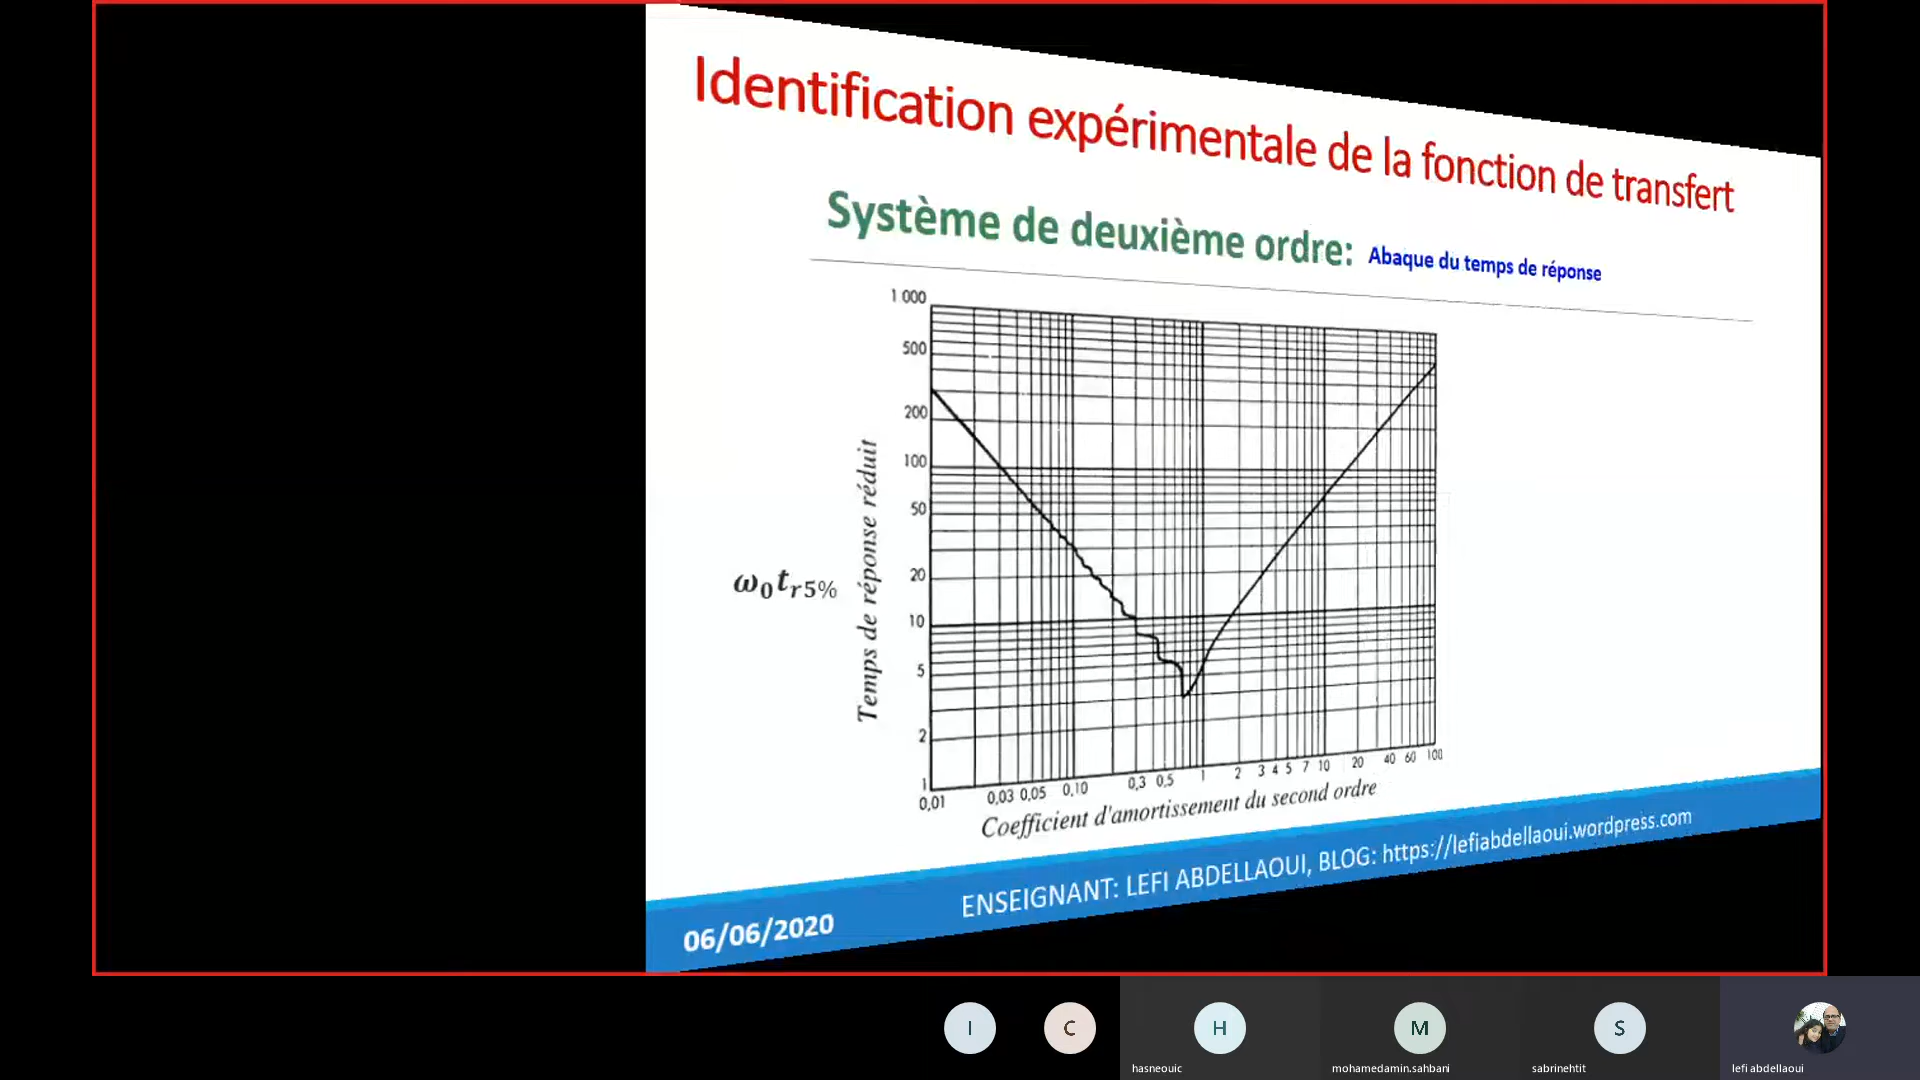 Identification expérimentale de la fonction de transfert
Système de deuxième ordre: Abaque du temps de réponse
1 000
500
200
100
50
20
10
5
2
1
Temps de réponse réduit
ω₀tᵣ₅%
0,01 0,03 0,05 0,10 0,3 0,5 1 2 3 4 5 7 10 20 40 60 100
Coefficient d'amortissement du second ordre
ENSEIGNANT: LEFI ABDELLAOUI, BLOG: https://lefiabdellaoui.wordpress.com
06/06/2020
I C H M S
hasneouic mohamedamin.sahbani sabrinehtit lefi abdellaoui